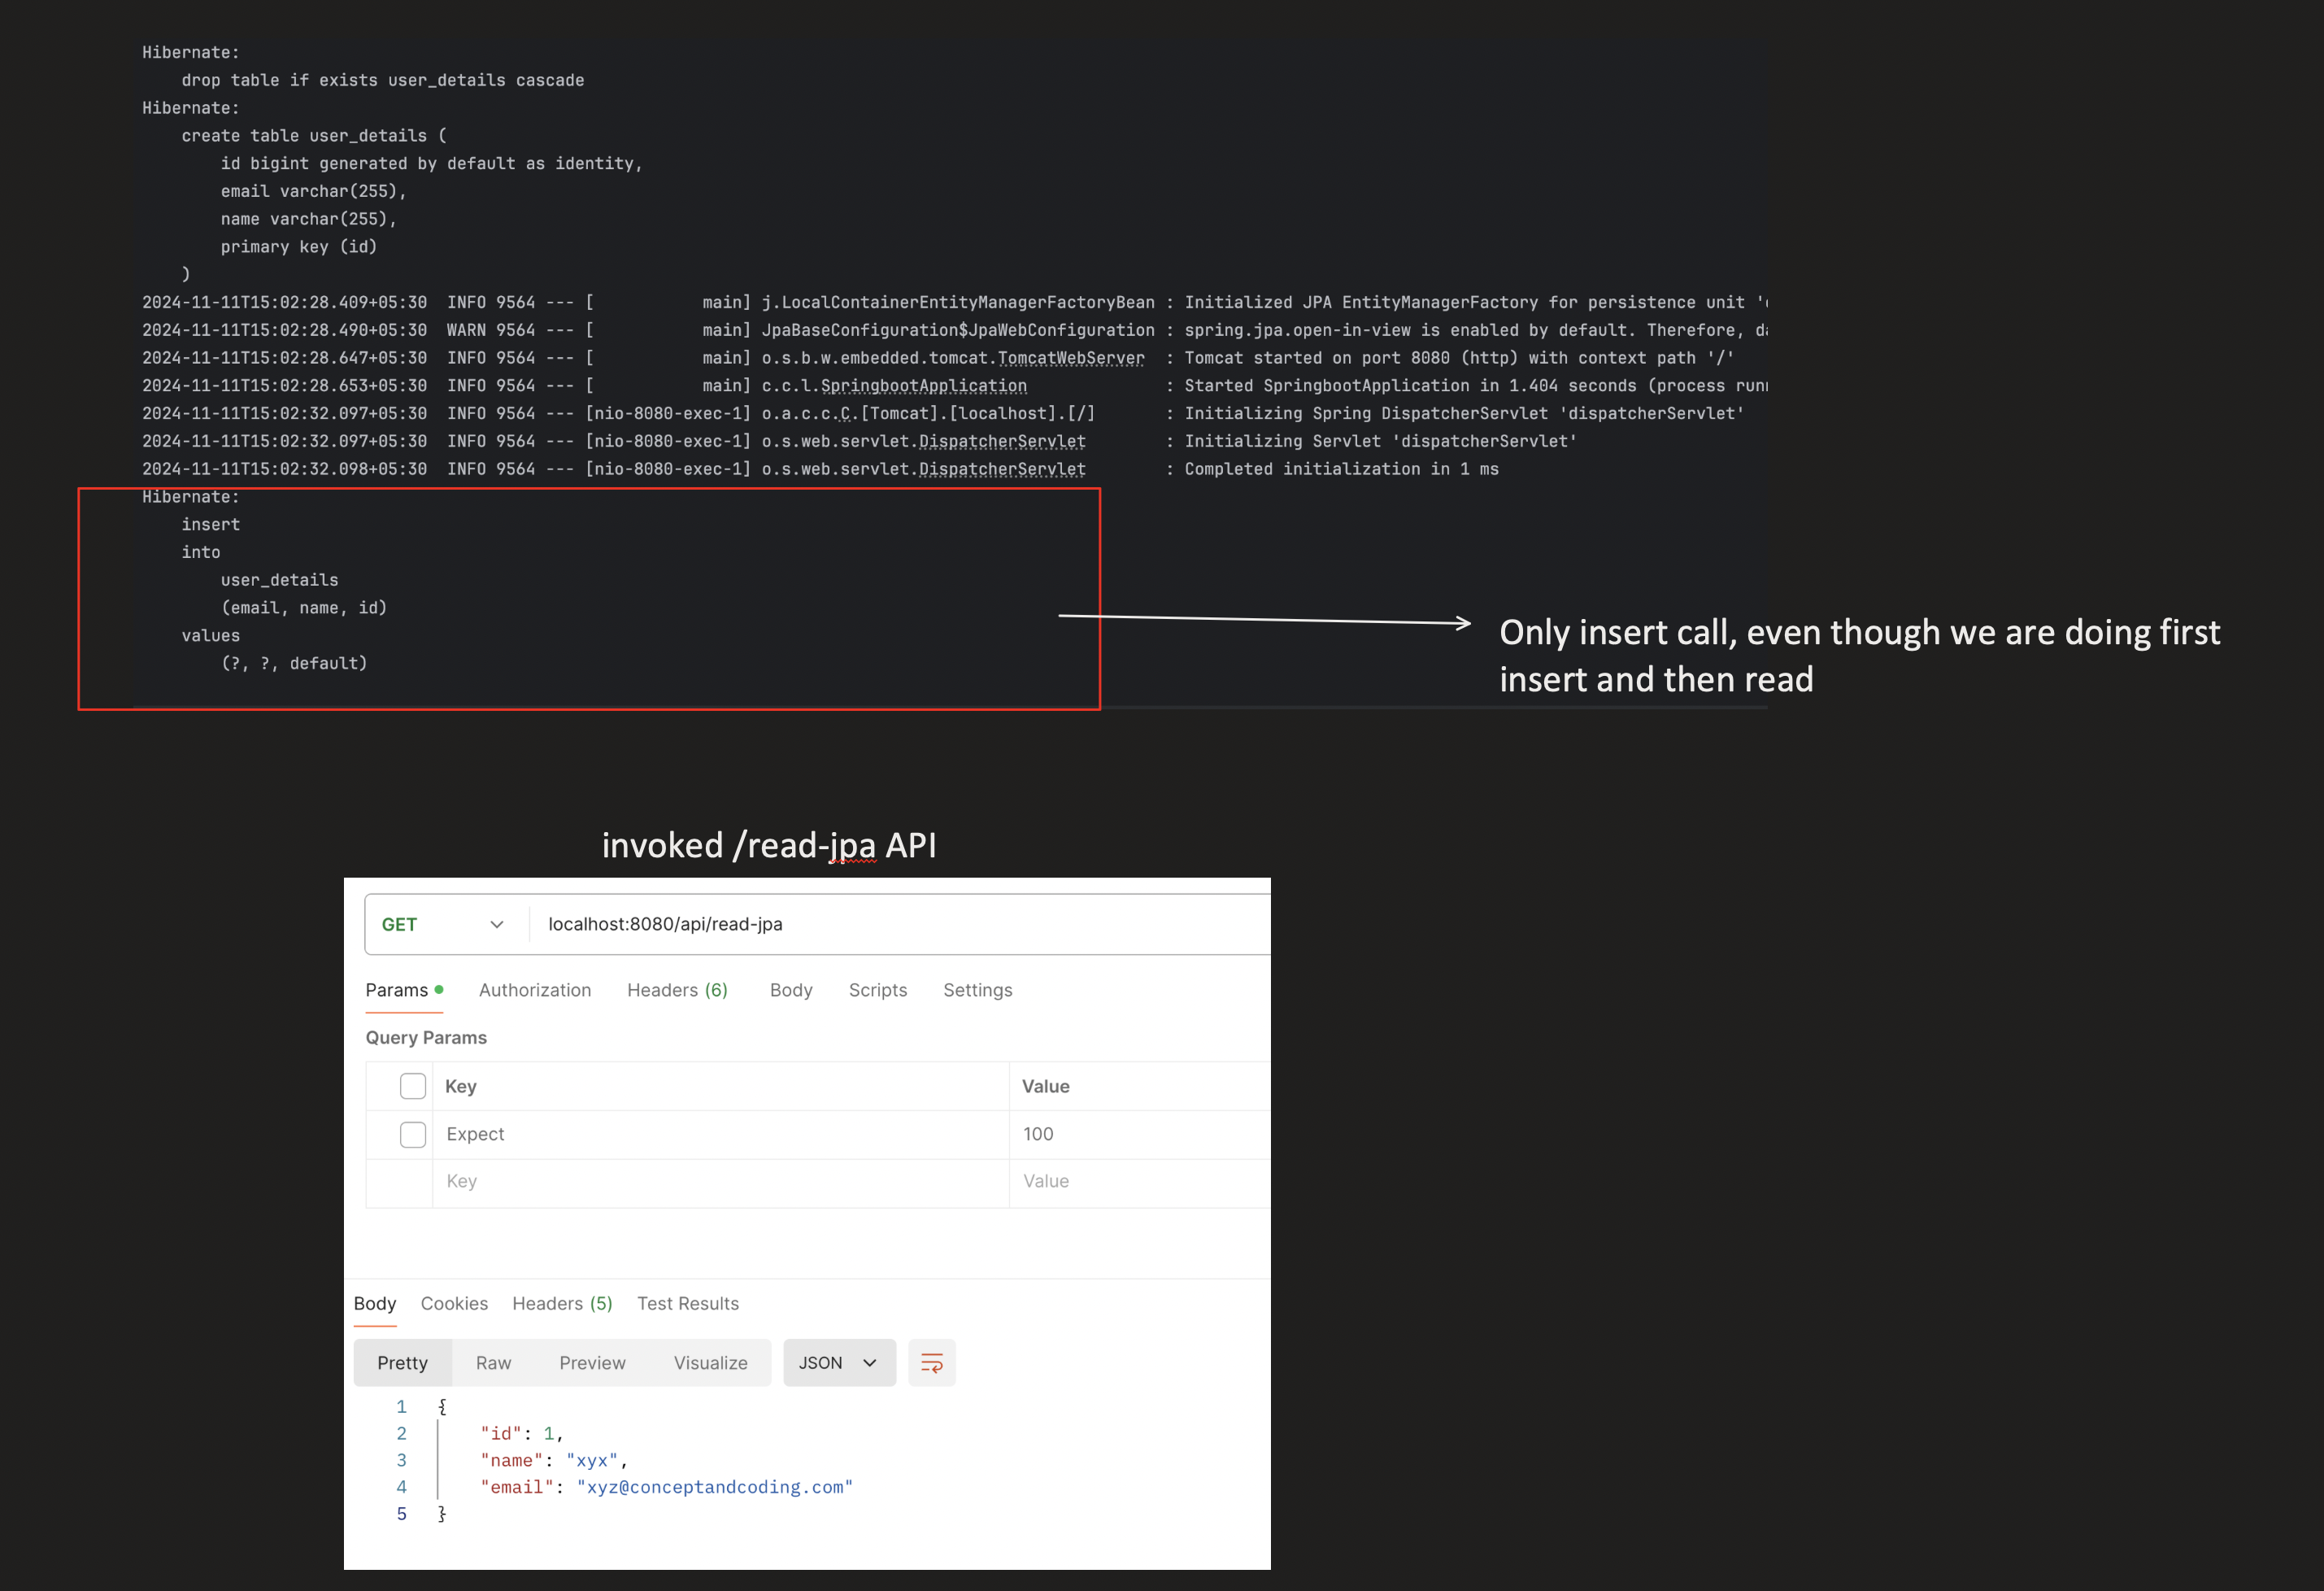 Hibernate:
drop table if exists user_details cascade
Hibernate:
create table user_details (
id bigint generated by default as identity,
email varchar(255),
name varchar(255),
primary key (id)
)
2024-11-11T15:02:28.409+05:30  INFO 9564 --- [           main] j.LocalContainerEntityManagerFactoryBean : Initialized JPA EntityManagerFactory for persistence unit '
2024-11-11T15:02:28.490+05:30  WARN 9564 --- [           main] JpaBaseConfiguration$JpaWebConfiguration : spring.jpa.open-in-view is enabled by default. Therefore,
2024-11-11T15:02:28.647+05:30  INFO 9564 --- [           main] o.s.b.w.embedded.tomcat.TomcatWebServer  : Tomcat started on port 8080 (http) with context path '/'
2024-11-11T15:02:28.653+05:30  INFO 9564 --- [           main] c.c.l.SpringbootApplication              : Started SpringbootApplication in 1.404 seconds (process
2024-11-11T15:02:32.097+05:30  INFO 9564 --- [nio-8080-exec-1] o.a.c.c.C.[Tomcat].[localhost].[/]       : Initializing Spring DispatcherServlet 'dispatcherServlet'
2024-11-11T15:02:32.097+05:30  INFO 9564 --- [nio-8080-exec-1] o.s.web.servlet.DispatcherServlet        : Initializing Servlet 'dispatcherServlet'
2024-11-11T15:02:32.098+05:30  INFO 9564 --- [nio-8080-exec-1] o.s.web.servlet.DispatcherServlet        : Completed initialization in 1 ms
Hibernate:
insert
into
user_details
(email, name, id)
values
(?, ?, default)
Only insert call, even though we are doing first
insert and then read
invoked /read-jpa API
GET localhost:8080/api/read-jpa
Params Authorization Headers (6) Body Scripts Settings
Query Params
Key Value
Expect 100
Key Value
Body Cookies Headers (5) Test Results
Pretty Raw Preview Visualize JSON
1 {
2 "id": 1,
3 "name": "xyx",
4 "email": "xyz@conceptandcoding.com"
5 }